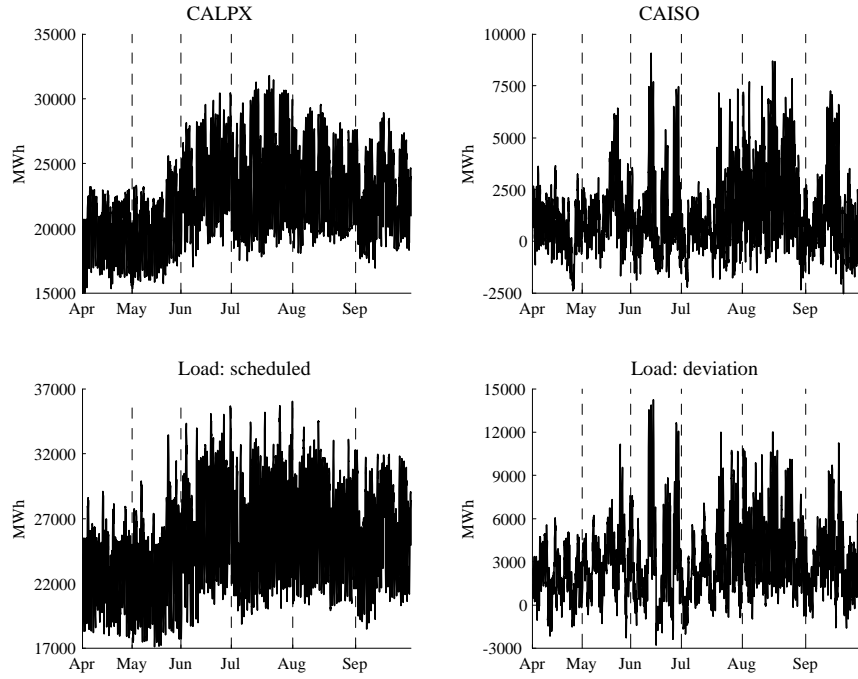 CALPX
35000
30000
25000
20000
15000
MWh
Apr May Jun Jul Aug Sep
CAISO
10000
7500
5000
2500
0
-2500
MWh
Apr May Jun Jul Aug Sep
Load: scheduled
37000
32000
27000
22000
17000
MWh
Apr May Jun Jul Aug Sep
Load: deviation
15000
12000
9000
6000
3000
0
-3000
MWh
Apr May Jun Jul Aug Sep